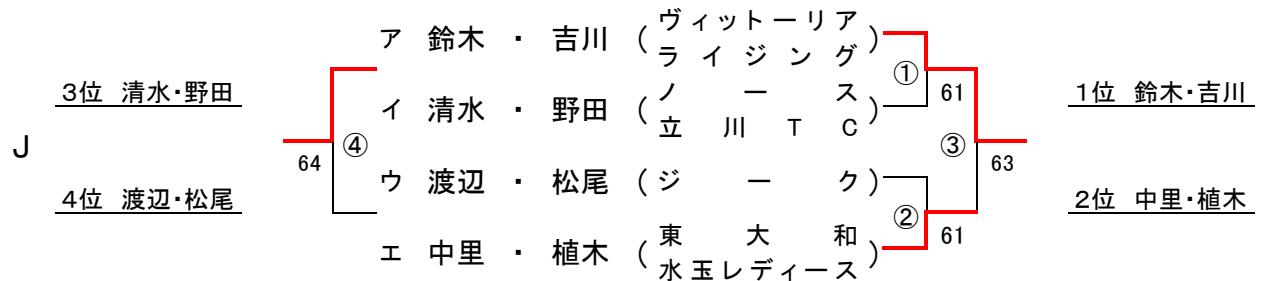 ア 鈴木 ・ 吉川 (ヴィットーリア
ライジング)
①
3位 清水・野田
61
1位 鈴木・吉川
イ 清水 ・ 野田 (ノース
立川TC)
J
④
③
64
63
ウ 渡辺 ・ 松尾 (ジーク)
4位 渡辺・松尾
②
2位 中里・植木
61
エ 中里 ・ 植木 (東大和
水玉レディース)